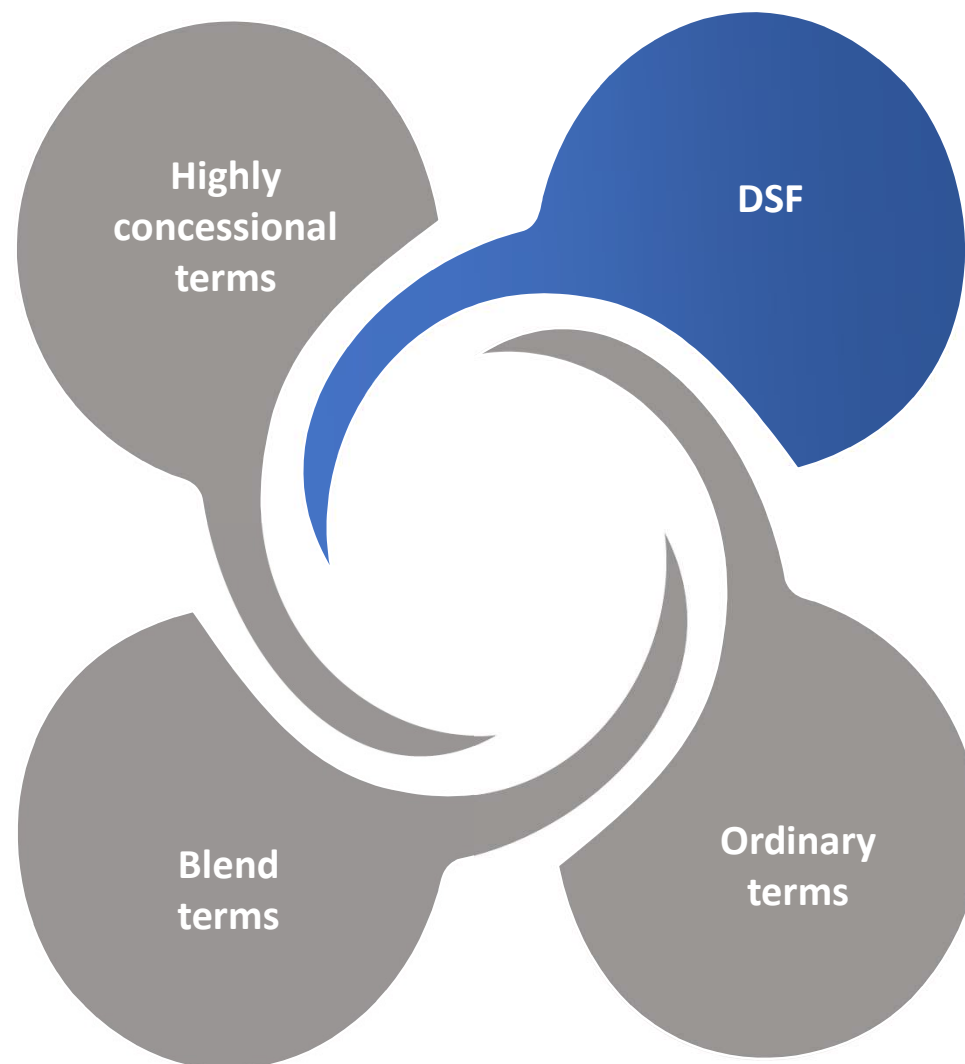 Highly
concessional
terms
DSF
Blend
terms
Ordinary
terms